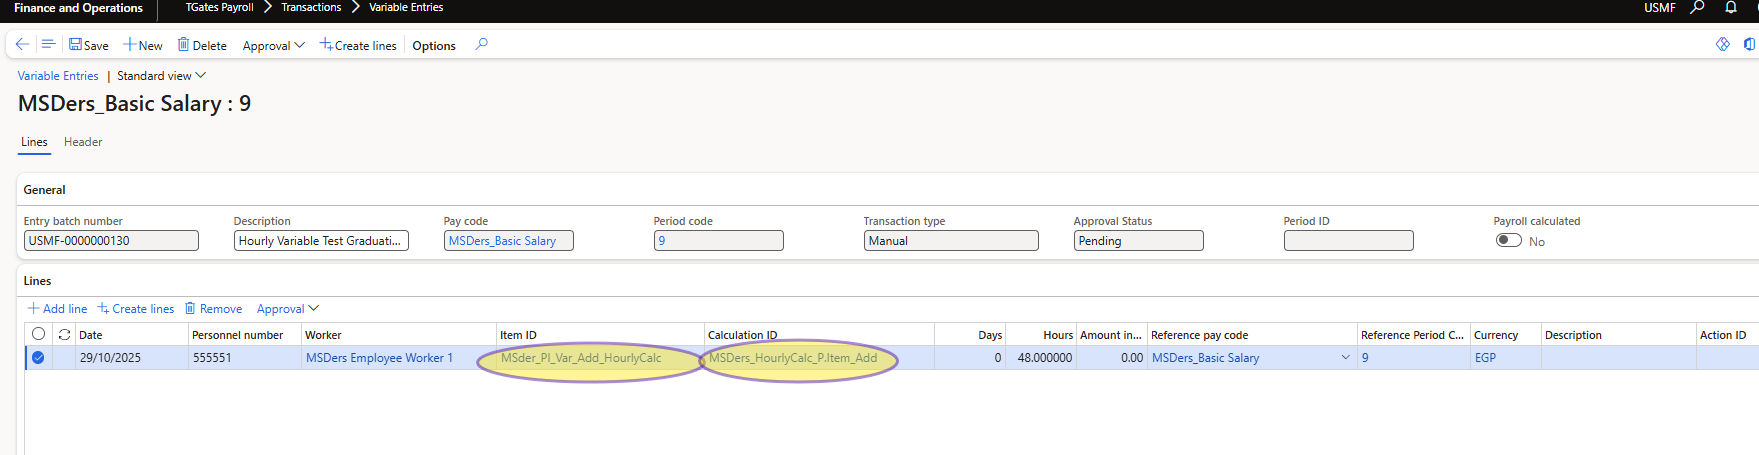 Finance and Operations TGates Payroll > Transactions > Variable Entries USMF
Save New Delete Approval Create lines Options
Variable Entries | Standard view
MSDers_Basic Salary : 9
Lines Header
General
Entry batch number Description Pay code Period code Transaction type Approval Status Period ID Payroll calculated
USMF-0000000130 Hourly Variable Test Graduati... MSDers_Basic Salary 9 Manual Pending No
Lines
Add line Create lines Remove Approval
Date Personnel number Worker Item ID Calculation ID Days Hours Amount in... Reference pay code Reference Period C... Currency Description Action ID
29/10/2025 555551 MSDers Employee Worker 1 MSder_PI_Var_Add_HourlyCalc MSDers_HourlyCalc_P.Item_Add 0 48.000000 0.00 MSDers_Basic Salary 9 EGP